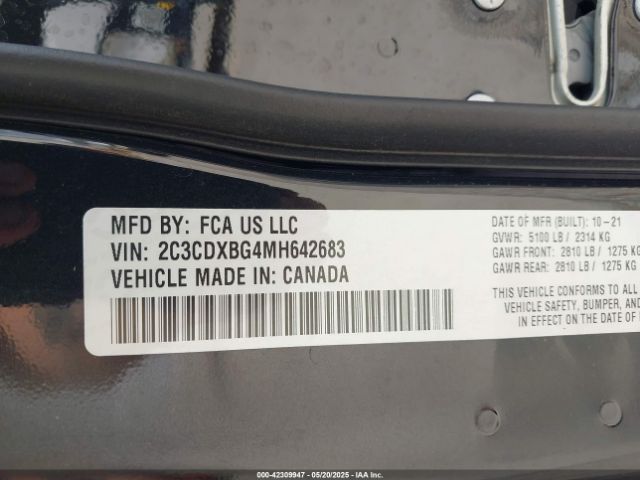 MFD BY: FCA US LLC
VIN: 2C3CDXBG4MH642683
VEHICLE MADE IN: CANADA
DATE OF MFR (BUILT): 10-21
GVWR: 5100 LB / 2314 KG
GAWR FRONT: 2810 LB / 1275 KG
GAWR REAR: 2810 LB / 1275 KG
THIS VEHICLE CONFORMS TO ALL
VEHICLE SAFETY, BUMPER, AND
IN EFFECT ON THE DATE OF
000-42309947 - 05/20/2025 - IAA Inc.